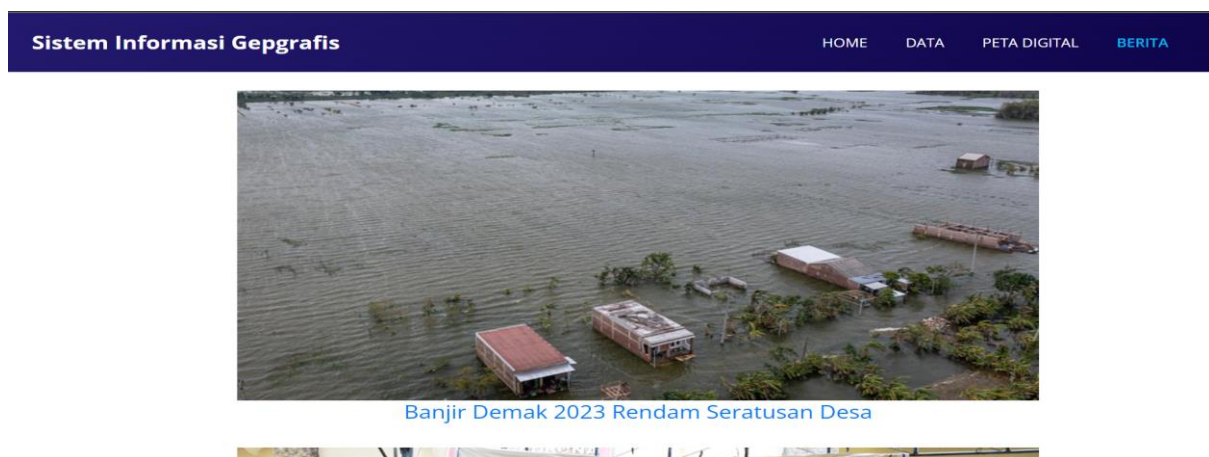 Sistem Informasi Gepgrafis
HOME DATA PETA DIGITAL BERITA
Banjir Demak 2023 Rendam Seratusan Desa